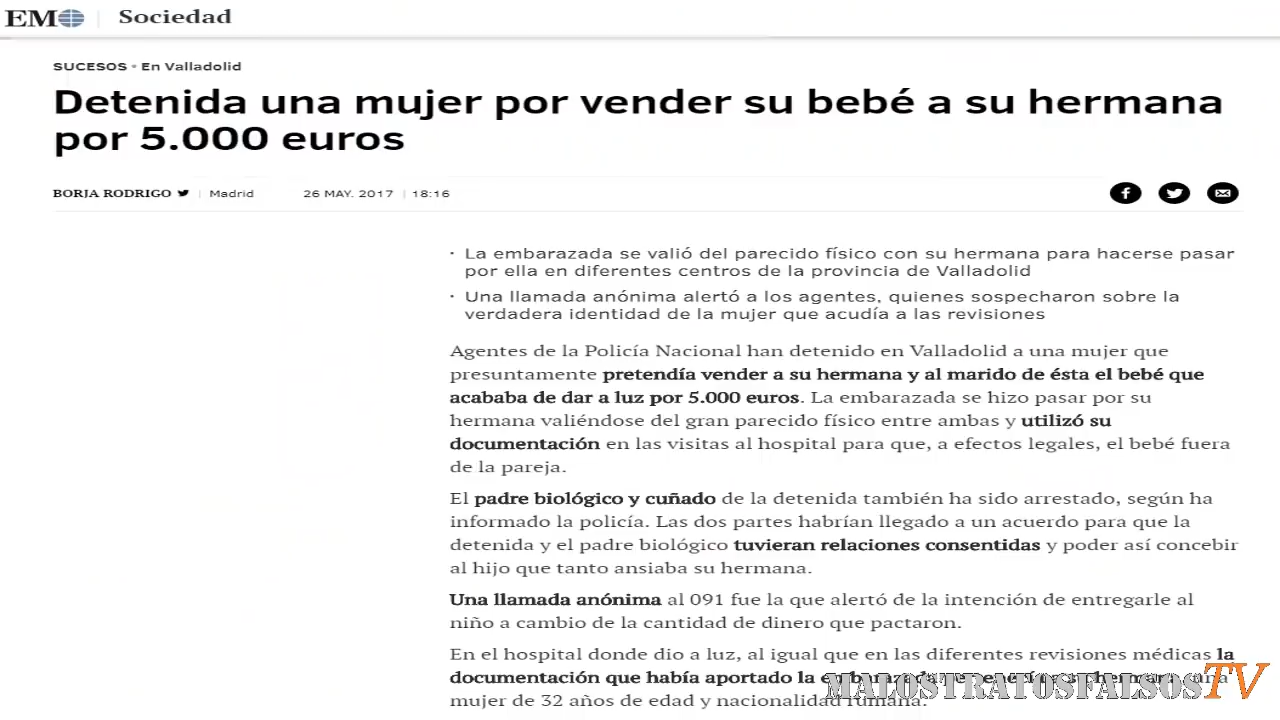 EM
Sociedad
SUCESOS • En Valladolid
Detenida una mujer por vender su bebé a su hermana
por 5.000 euros
BORJA RODRIGO | Madrid 26 MAY. 2017 | 18:16
· La embarazada se valió del parecido físico con su hermana para hacerse pasar
por ella en diferentes centros de la provincia de Valladolid
· Una llamada anónima alertó a los agentes, quienes sospecharon sobre la
verdadera identidad de la mujer que acudía a las revisiones
Agentes de la Policía Nacional han detenido en Valladolid a una mujer que
presuntamente pretendía vender a su hermana y al marido de ésta el bebé que
acababa de dar a luz por 5.000 euros. La embarazada se hizo pasar por su
hermana valiéndose del gran parecido físico entre ambas y utilizó su
documentación en las visitas al hospital para que, a efectos legales, el bebé fuera
de la pareja.
El padre biológico y cuñado de la detenida también ha sido arrestado, según ha
informado la policía. Las dos partes habrían llegado a un acuerdo para que la
detenida y el padre biológico tuvieran relaciones consentidas y poder así concebir
al hijo que tanto ansiaba su hermana.
Una llamada anónima al 091 fue la que alertó de la intención de entregarle al
niño a cambio de la cantidad de dinero que pactaron.
En el hospital donde dio a luz, al igual que en las diferentes revisiones médicas la
documentación que había aportado la
mujer de 32 años de edad y nacionalidad rumana.
MALOSTRATOSFALSOSTV